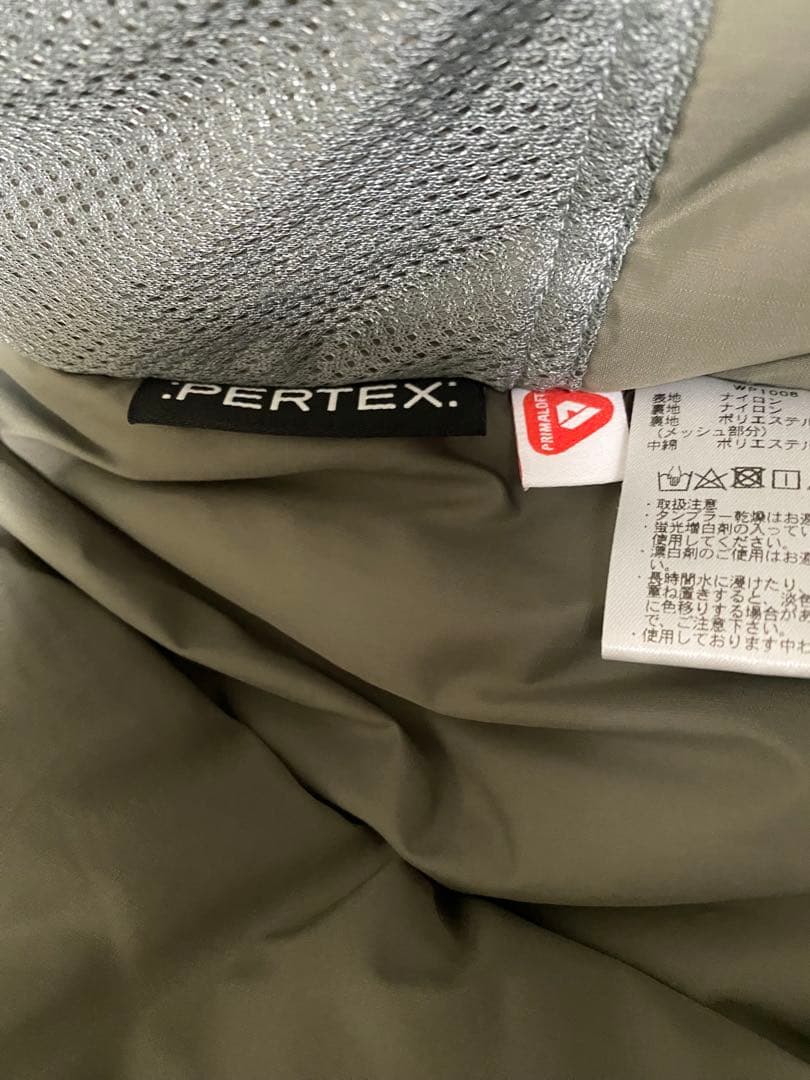 :PERTEX:
PRIMALOFT
WP1008
表地 ナイロン
裏地 ナイロン
裏地 ポリエステル
(メッシュ部分)
中綿 ポリエステル
・取扱注意
・タンブラー乾燥はお
・蛍光増白剤の入ってい
使用してください。
・漂白剤のご使用はお
い。
・長時間水に浸けたり、
重ね置きすると、淡色
に色移りする場合があ
で、ご注意下さい。
・使用しております中